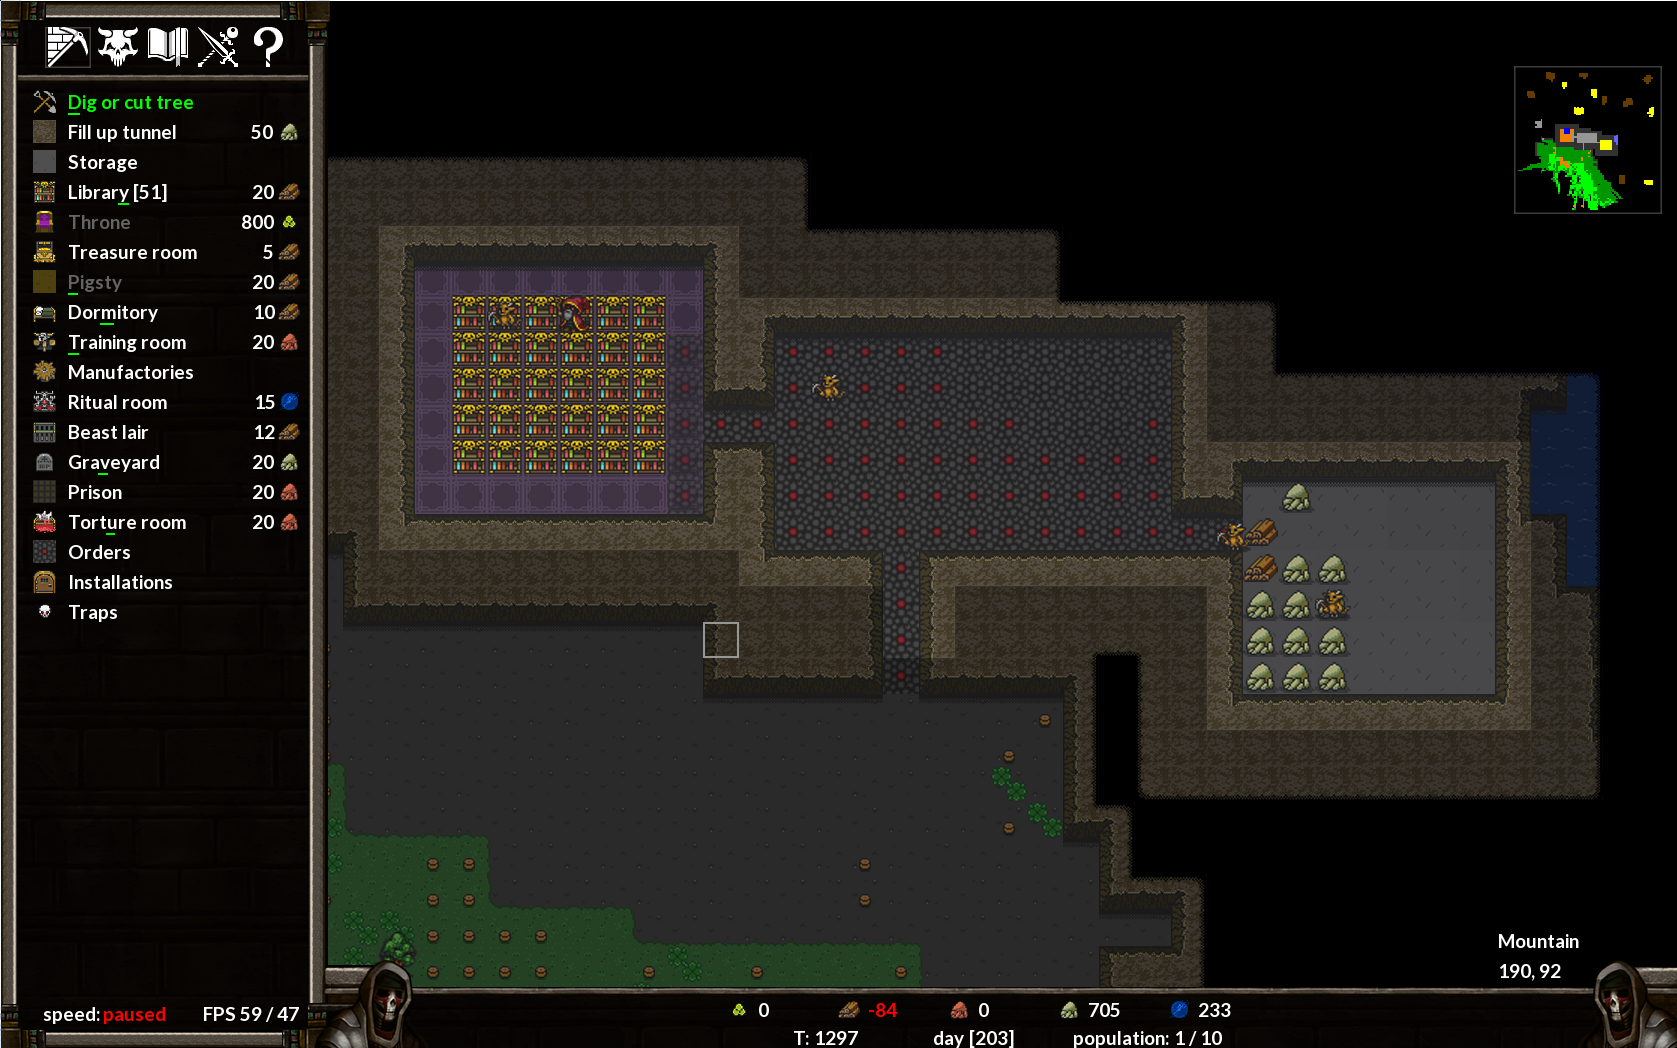 Dig or cut tree
Fill up tunnel 50
Storage
Library [51] 20
Throne 800
Treasure room 5
Pigsty 20
Dormitory 10
Training room 20
Manufactories
Ritual room 15
Beast lair 12
Graveyard 20
Prison 20
Torture room 20
Orders
Installations
Traps
Mountain
190, 92
speed: paused FPS 59 / 47
0 -84 0 705 233
T: 1297 day [203] population: 1 / 10